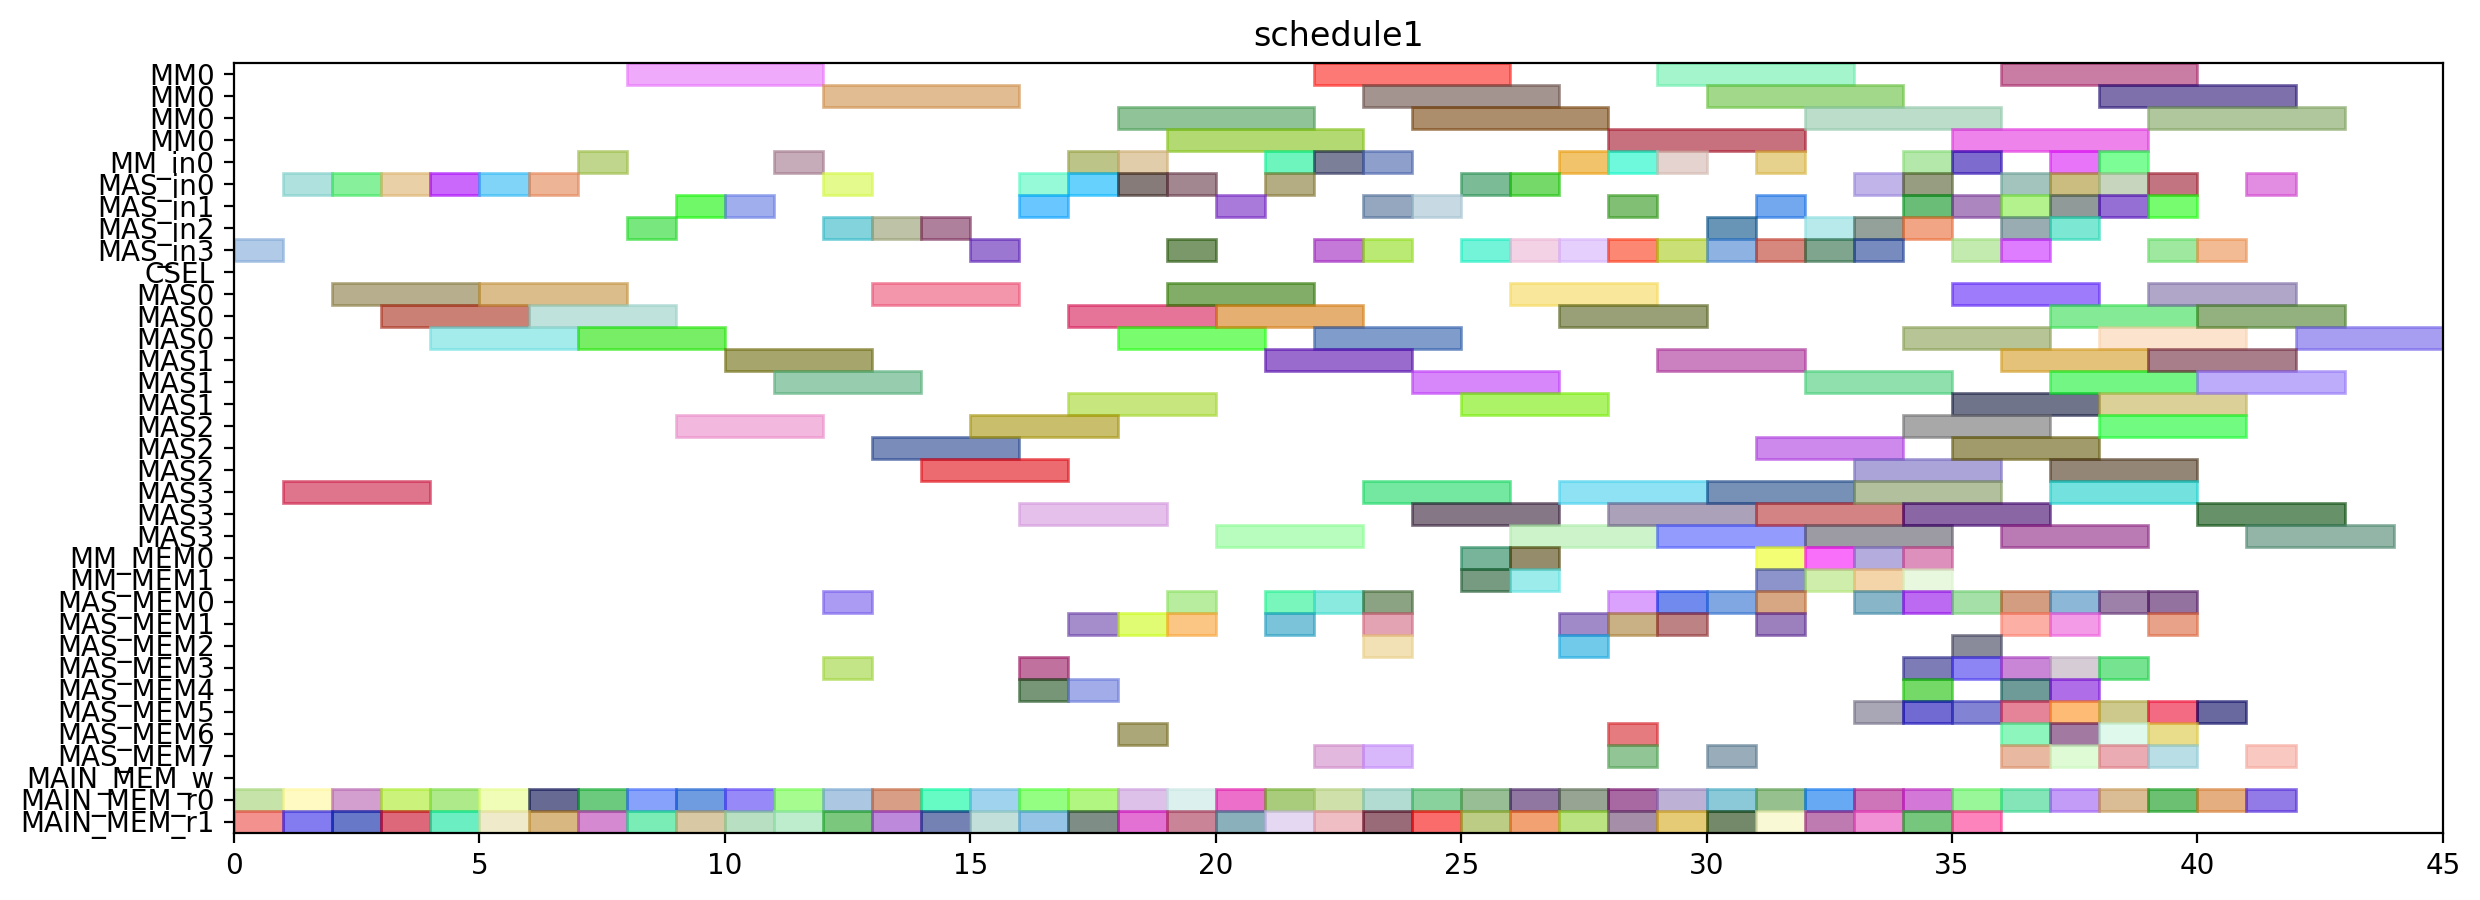 schedule1
MM0
MM0
MM0
MM0
MM_in0
MAS_in0
MAS_in1
MAS_in2
MAS_in3
CSEL
MAS0
MAS0
MAS0
MAS1
MAS1
MAS1
MAS2
MAS2
MAS2
MAS3
MAS3
MAS3
MM_MEM0
MM_MEM1
MAS_MEM0
MAS_MEM1
MAS_MEM2
MAS_MEM3
MAS_MEM4
MAS_MEM5
MAS_MEM6
MAS_MEM7
MAIN_MEM_w
MAIN_MEM_r0
MAIN_MEM_r1
0 5 10 15 20 25 30 35 40 45